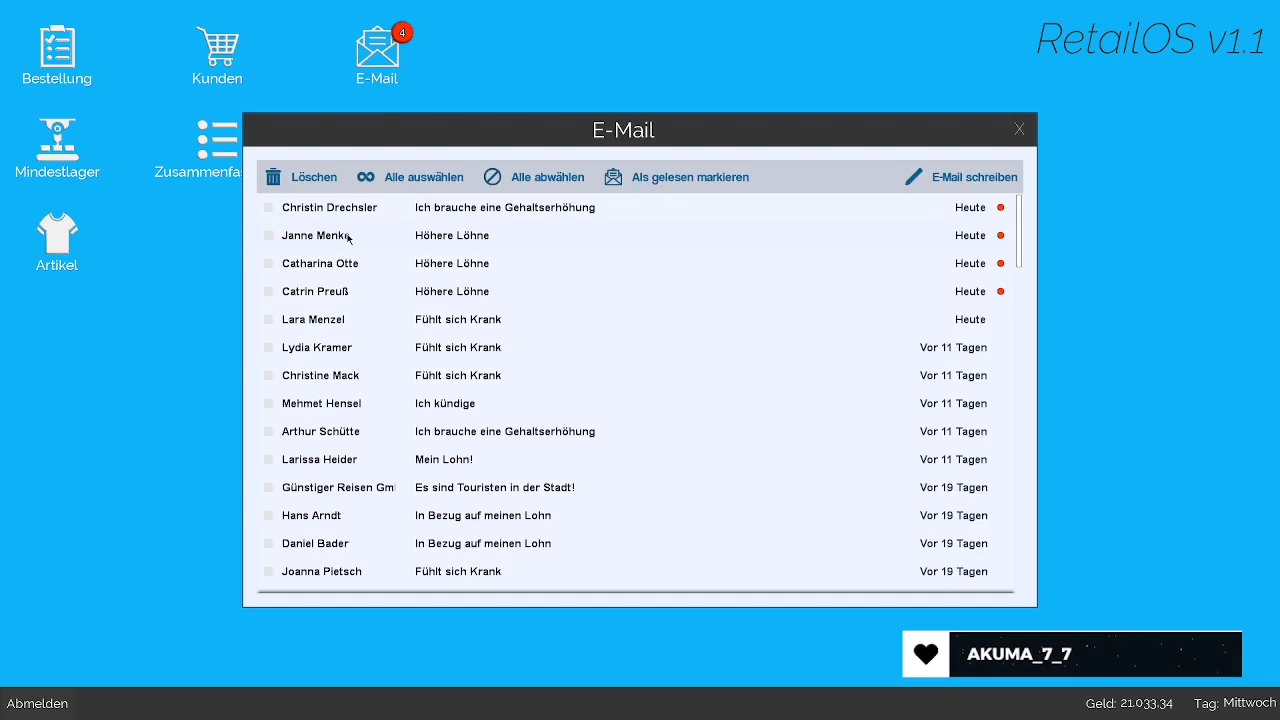 RetailOS v1.1
Bestellung
Kunden
4
E-Mail
Mindestlager
Zusammenfas
Artikel
E-Mail
X
Löschen
Alle auswählen
Alle abwählen
Als gelesen markieren
E-Mail schreiben
Christin Drechsler Ich brauche eine Gehaltserhöhung Heute
Janne Menke Höhere Löhne Heute
Catharina Otte Höhere Löhne Heute
Catrin Preuß Höhere Löhne Heute
Lara Menzel Fühlt sich Krank Heute
Lydia Kramer Fühlt sich Krank Vor 11 Tagen
Christine Mack Fühlt sich Krank Vor 11 Tagen
Mehmet Hensel Ich kündige Vor 11 Tagen
Arthur Schütte Ich brauche eine Gehaltserhöhung Vor 11 Tagen
Larissa Heider Mein Lohn! Vor 11 Tagen
Günstiger Reisen Gm Es sind Touristen in der Stadt! Vor 19 Tagen
Hans Arndt In Bezug auf meinen Lohn Vor 19 Tagen
Daniel Bader In Bezug auf meinen Lohn Vor 19 Tagen
Joanna Pietsch Fühlt sich Krank Vor 19 Tagen
AKUMA_7_7
Abmelden
Geld: 21.033,34
Tag: Mittwoch